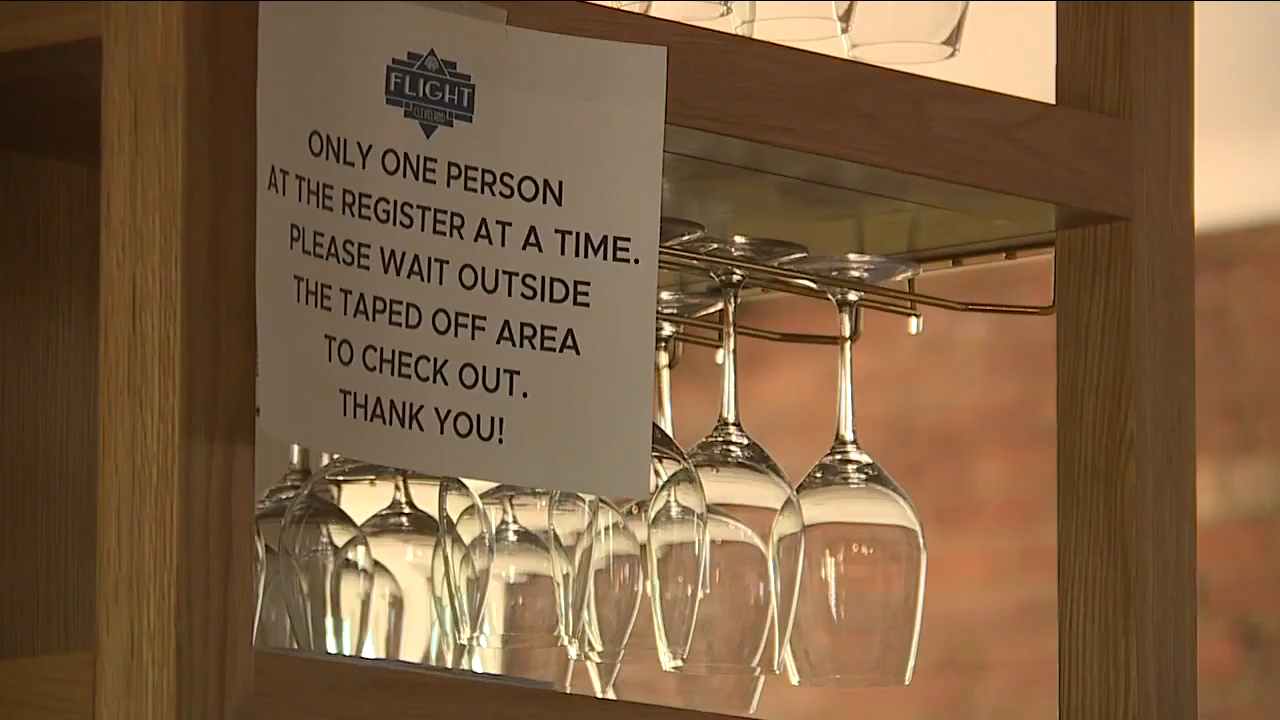 FLIGHT
CLEVELAND
ONLY ONE PERSON
AT THE REGISTER AT A TIME.
PLEASE WAIT OUTSIDE
THE TAPED OFF AREA
TO CHECK OUT.
THANK YOU!